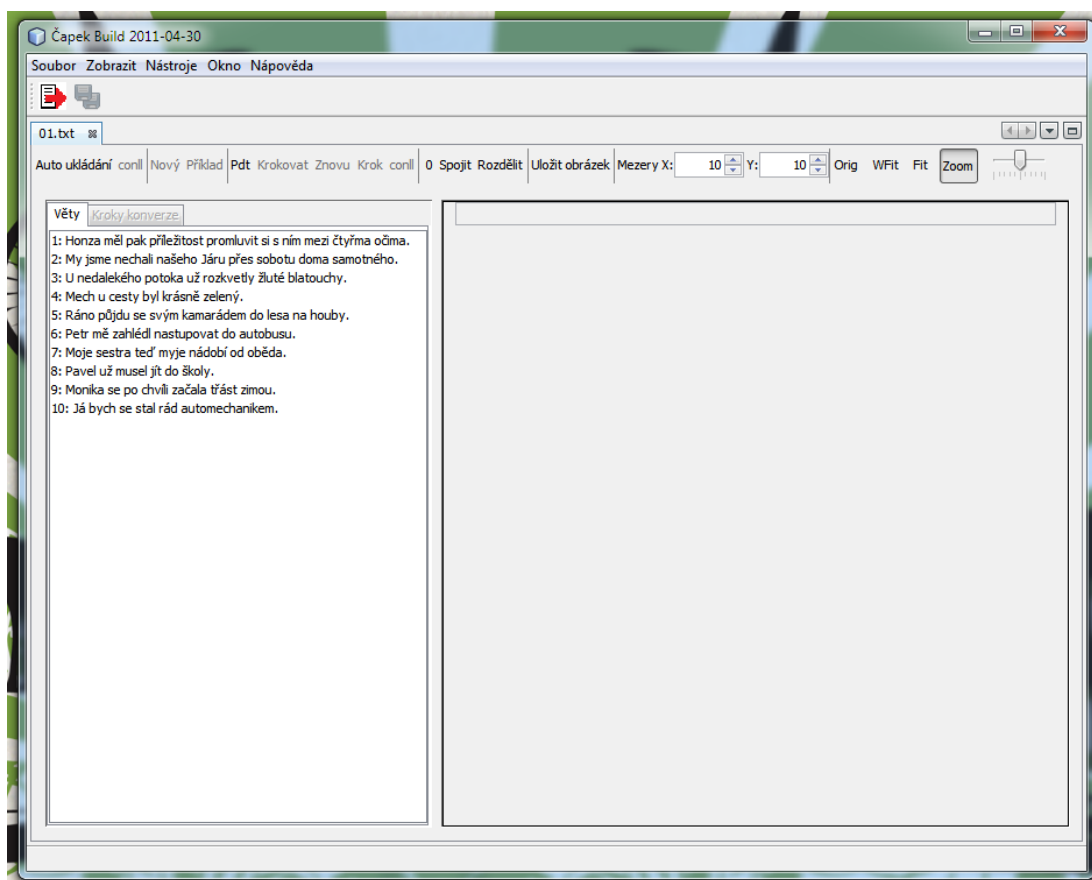 Čapek Build 2011-04-30
Soubor Zobrazit Nástroje Okno Nápověda
01.txt
Auto ukládání conll Nový Příklad Pdt Krokovat Znovu Krok conll 0 Spojit Rozdělit Uložit obrázek Mezery X: 10 Y: 10 Orig WFit Fit Zoom
Věty Kroky konverze
1: Honza měl pak příležitost promluvit si s ním mezi čtyřma očima.
2: My jsme nechali našeho Járu přes sobotu doma samotného.
3: U nedalekého potoka už rozkvetly žluté blatouchy.
4: Mech u cesty byl krásně zelený.
5: Ráno půjdu se svým kamarádem do lesa na houby.
6: Petr mě zahlédl nastupovat do autobusu.
7: Moje sestra teď myje nádobí od oběda.
8: Pavel už musel jít do školy.
9: Monika se po chvíli začala třást zimou.
10: Já bych se stal rád automechanikem.